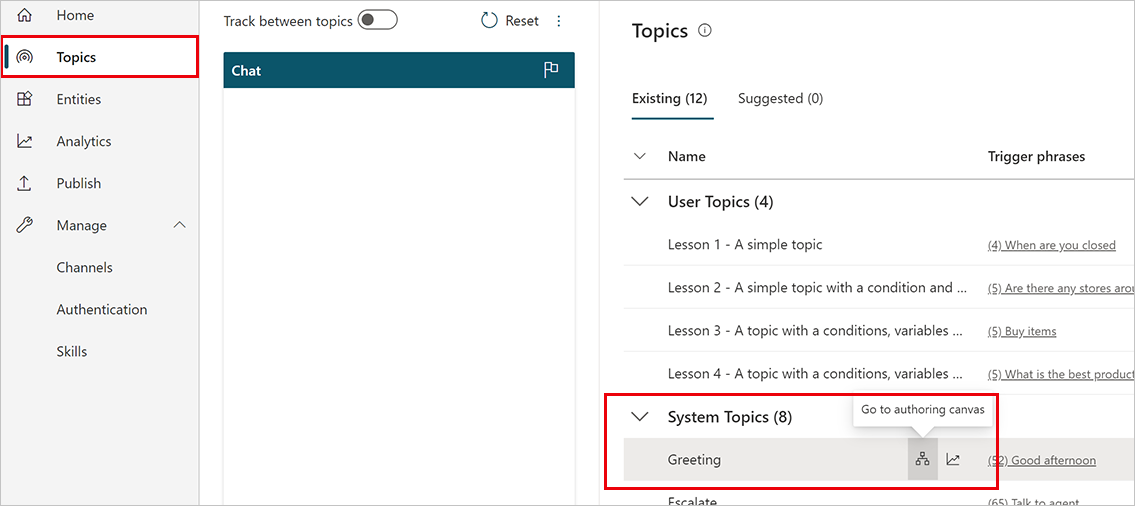 Home
Topics
Entities
Analytics
Publish
Manage
Channels
Authentication
Skills
Track between topics
Reset
Chat
Topics
Existing (12) Suggested (0)
Name Trigger phrases
User Topics (4)
Lesson 1 - A simple topic (4) When are you closed
Lesson 2 - A simple topic with a condition and ... (5) Are there any stores arou
Lesson 3 - A topic with a conditions, variables ... (5) Buy items
Lesson 4 - A topic with a conditions, variables ... (5) What is the best product
System Topics (8) Go to authoring canvas
Greeting (52) Good afternoon
Escalate (65) Talk to agent